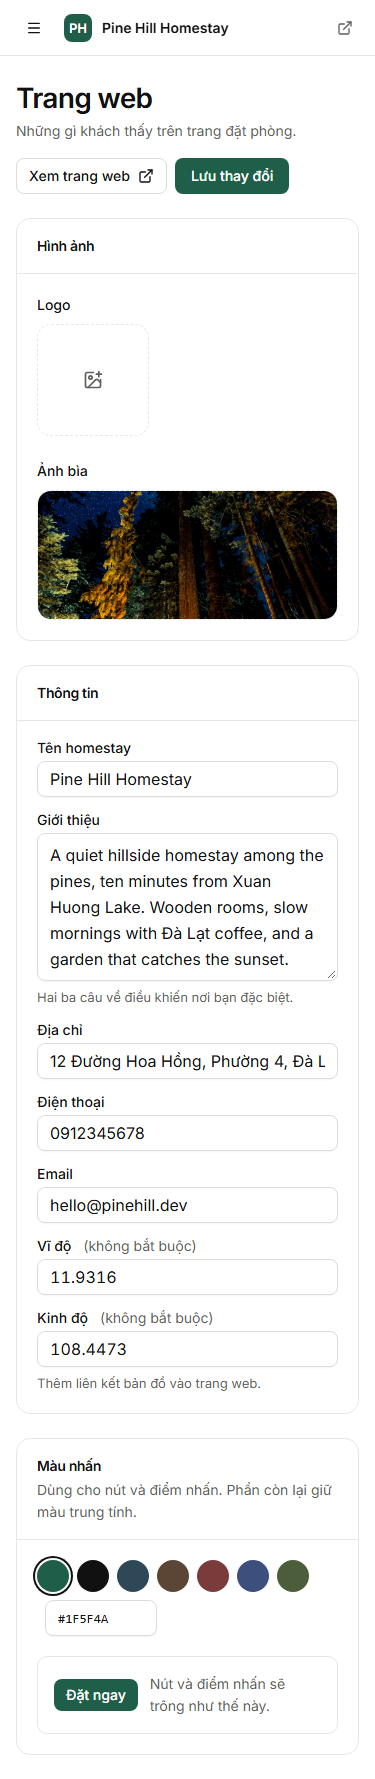 PH Pine Hill Homestay
Trang web
Những gì khách thấy trên trang đặt phòng.
Xem trang web
Lưu thay đổi
Hình ảnh
Logo
Ảnh bìa
Thông tin
Tên homestay
Pine Hill Homestay
Giới thiệu
A quiet hillside homestay among the
pines, ten minutes from Xuan
Huong Lake. Wooden rooms, slow
mornings with Đà Lạt coffee, and a
garden that catches the sunset.
Hai ba câu về điều khiến nơi bạn đặc biệt.
Địa chỉ
12 Đường Hoa Hồng, Phường 4, Đà L
Điện thoại
0912345678
Email
hello@pinehill.dev
Vĩ độ (không bắt buộc)
11.9316
Kinh độ (không bắt buộc)
108.4473
Thêm liên kết bản đồ vào trang web.
Màu nhấn
Dùng cho nút và điểm nhấn. Phần còn lại giữ
màu trung tính.
#1F5F4A
Đặt ngay
Nút và điểm nhấn sẽ
trông như thế này.